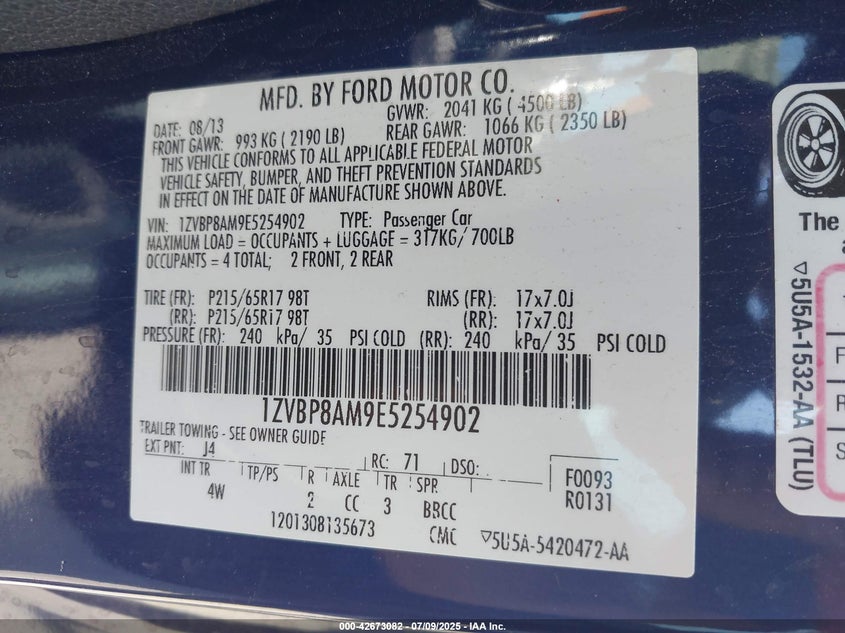 MFD. BY FORD MOTOR CO.
DATE: 08/13 GVWR: 2041 KG ( 4500 LB)
FRONT GAWR: 993 KG ( 2190 LB) REAR GAWR: 1066 KG ( 2350 LB)
THIS VEHICLE CONFORMS TO ALL APPLICABLE FEDERAL MOTOR
VEHICLE SAFETY, BUMPER, AND THEFT PREVENTION STANDARDS
IN EFFECT ON THE DATE OF MANUFACTURE SHOWN ABOVE.
VIN: 1ZVBP8AM9E5254902 TYPE: Passenger Car
MAXIMUM LOAD = OCCUPANTS + LUGGAGE = 317KG/ 700LB
OCCUPANTS = 4 TOTAL; 2 FRONT, 2 REAR
TIRE (FR): P215/65R17 98T RIMS (FR): 17x7.0J
(RR): P215/65R17 98T (RR): 17x7.0J
PRESSURE (FR): 240 kPa/ 35 PSI COLD (RR): 240 kPa/ 35 PSI COLD
1ZVBP8AM9E5254902
TRAILER TOWING - SEE OWNER GUIDE
EXT PNT: J4 RC: 71 DSO: F0093
INT TR TP/PS R AXLE TR SPR R0131
4W 2 CC 3 BRCC
1201308135673 CMC ▽5U5A-5420472-AA
The
▽5U5A-1532-AA (TLU)
F
R
S
000-42673082 - 07/09/2025 - IAA Inc.